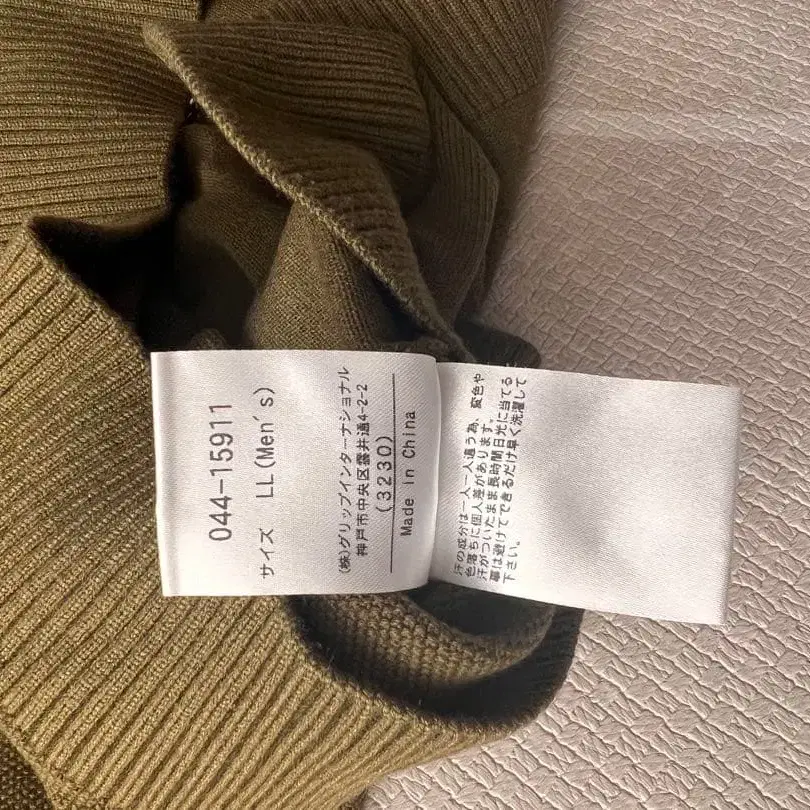 044-15911
サイズ LL(Men's)
(株)グリップインターナショナル
神戸市中央区磯井通4-2-2
(3230)
Made in China
汗の成分は一人一人違う為、変色や
色落ちに個人差があります。
汗がついたまま長時間日光に当てる
事は避けてできるだけ早く洗濯して
下さい。